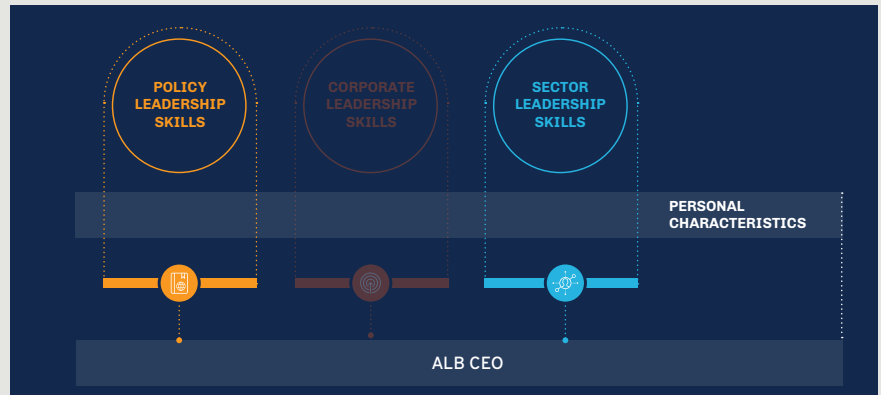 POLICY
LEADERSHIP
SKILLS
CORPORATE
LEADERSHIP
SKILLS
SECTOR
LEADERSHIP
SKILLS
PERSONAL
CHARACTERISTICS
ALB CEO